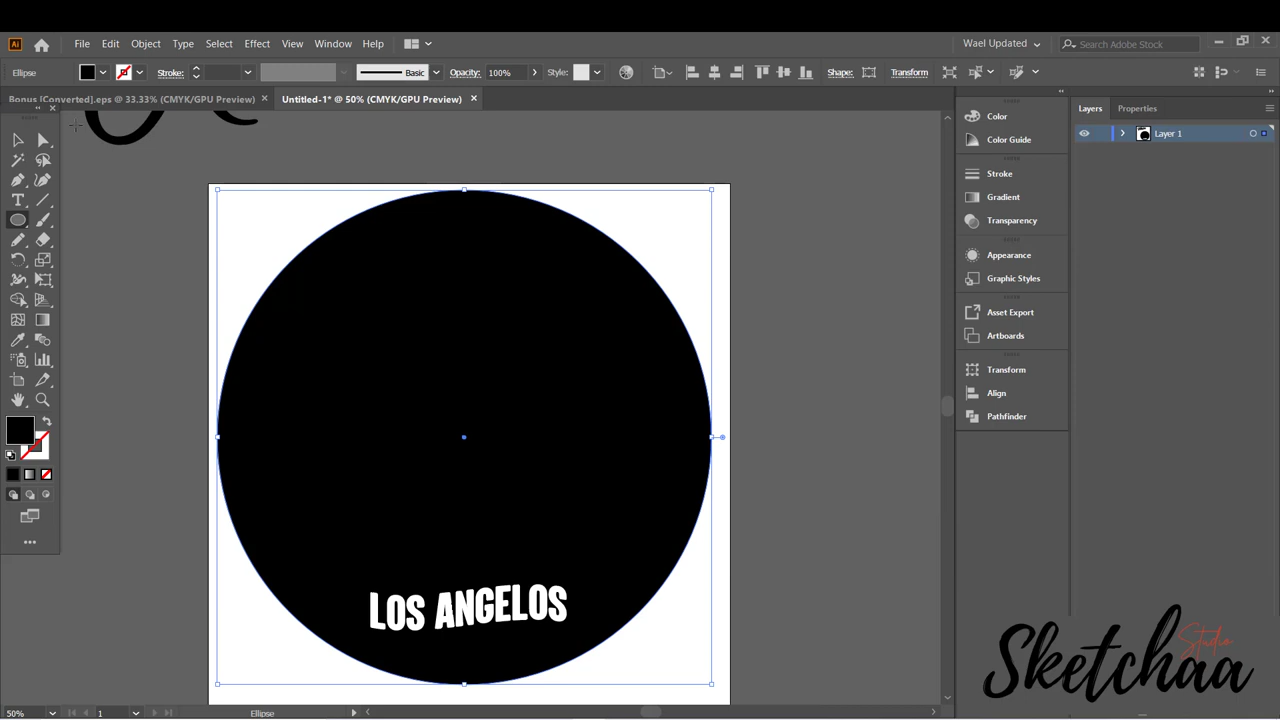 Ai File Edit Object Type Select Effect View Window Help Wael Updated Search Adobe Stock
Ellipse Stroke: Basic Opacity: 100% Style: Shape: Transform
Bonus [Converted].eps @ 33.33% (CMYK/GPU Preview) Untitled-1* @ 50% (CMYK/GPU Preview)
Layers Properties
Color
Layer 1
Color Guide
Stroke
Gradient
Transparency
Appearance
Graphic Styles
Asset Export
Artboards
Transform
Align
Pathfinder
LOS ANGELOS
Studio
Sketchaa
50% 1 Ellipse